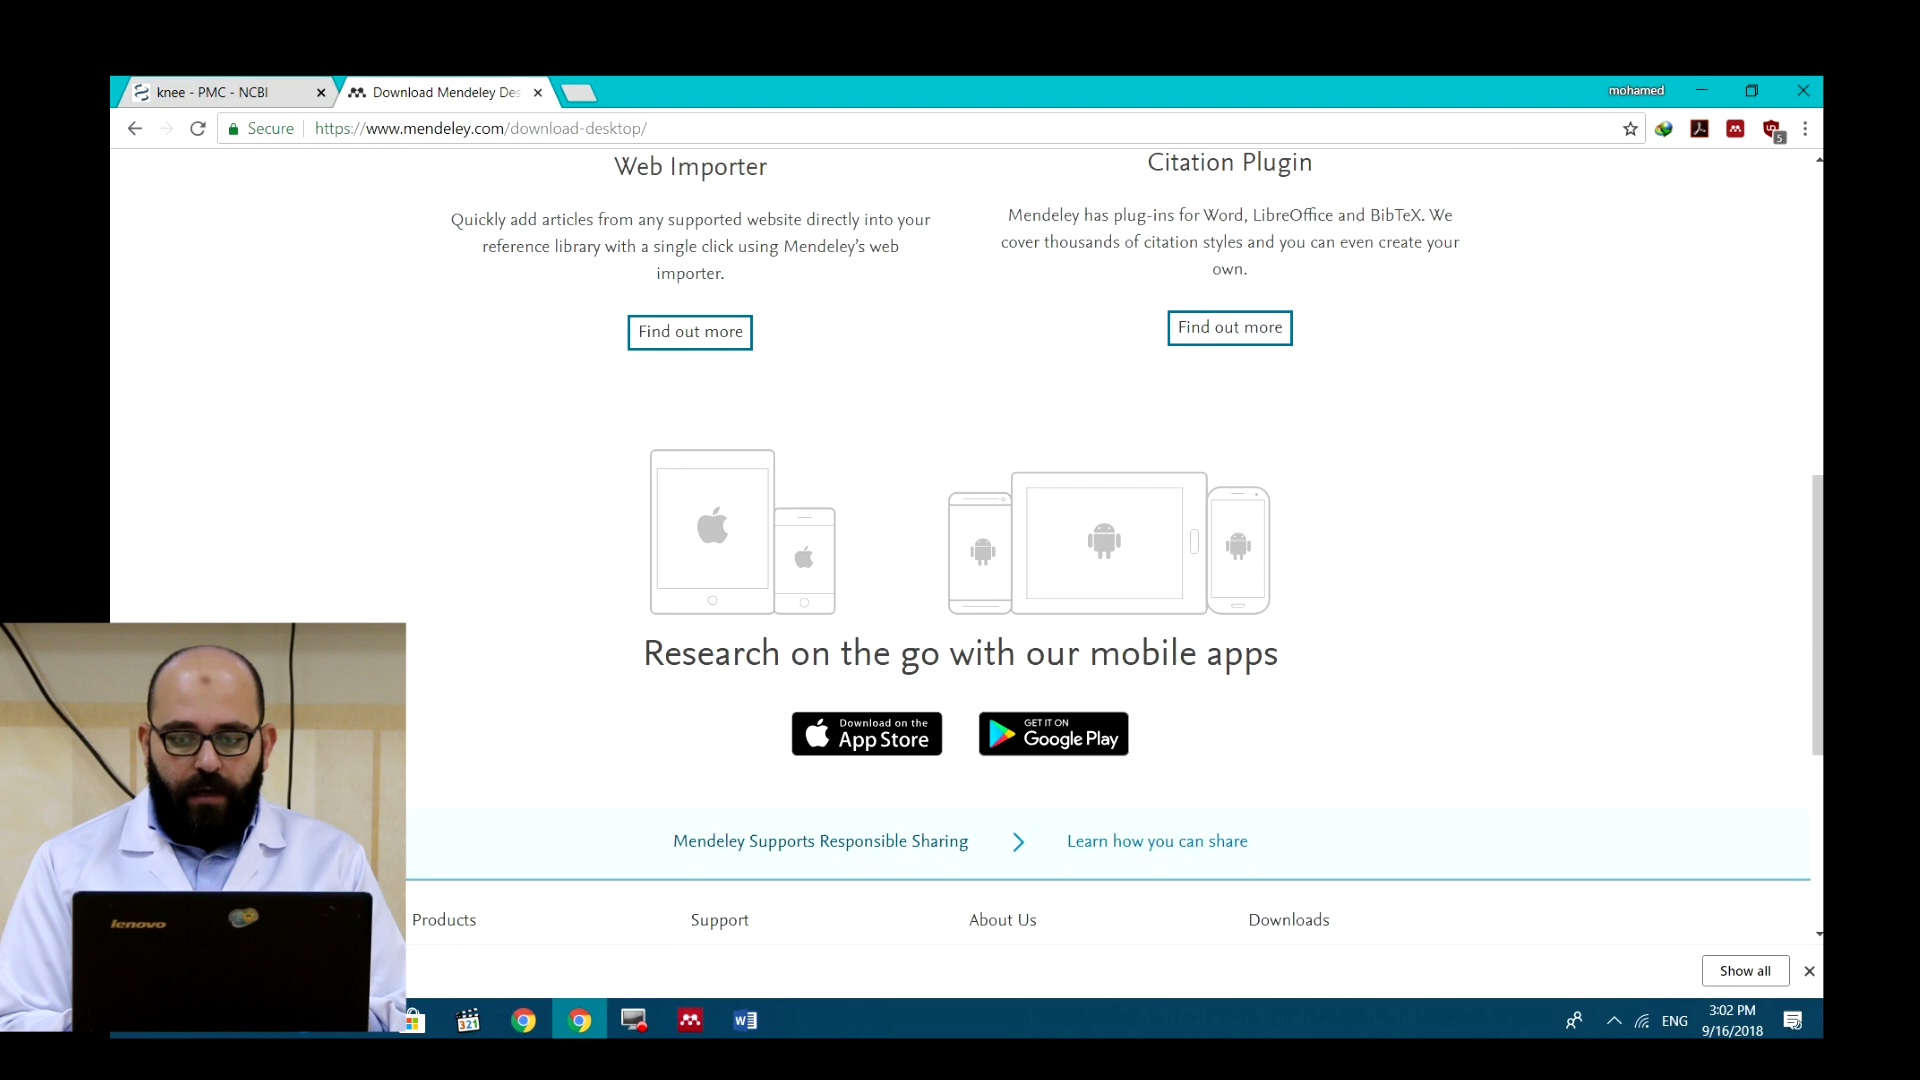 knee - PMC - NCBI
Download Mendeley Des
mohamed
Secure
https://www.mendeley.com/download-desktop/
5
Web Importer
Quickly add articles from any supported website directly into your
reference library with a single click using Mendeley’s web
importer.
Find out more
Citation Plugin
Mendeley has plug-ins for Word, LibreOffice and BibTeX. We
cover thousands of citation styles and you can even create your
own.
Find out more
Research on the go with our mobile apps
Download on the
App Store
GET IT ON
Google Play
Mendeley Supports Responsible Sharing
Learn how you can share
Products
Support
About Us
Downloads
Show all
lenovo
321
ENG
3:02 PM
9/16/2018